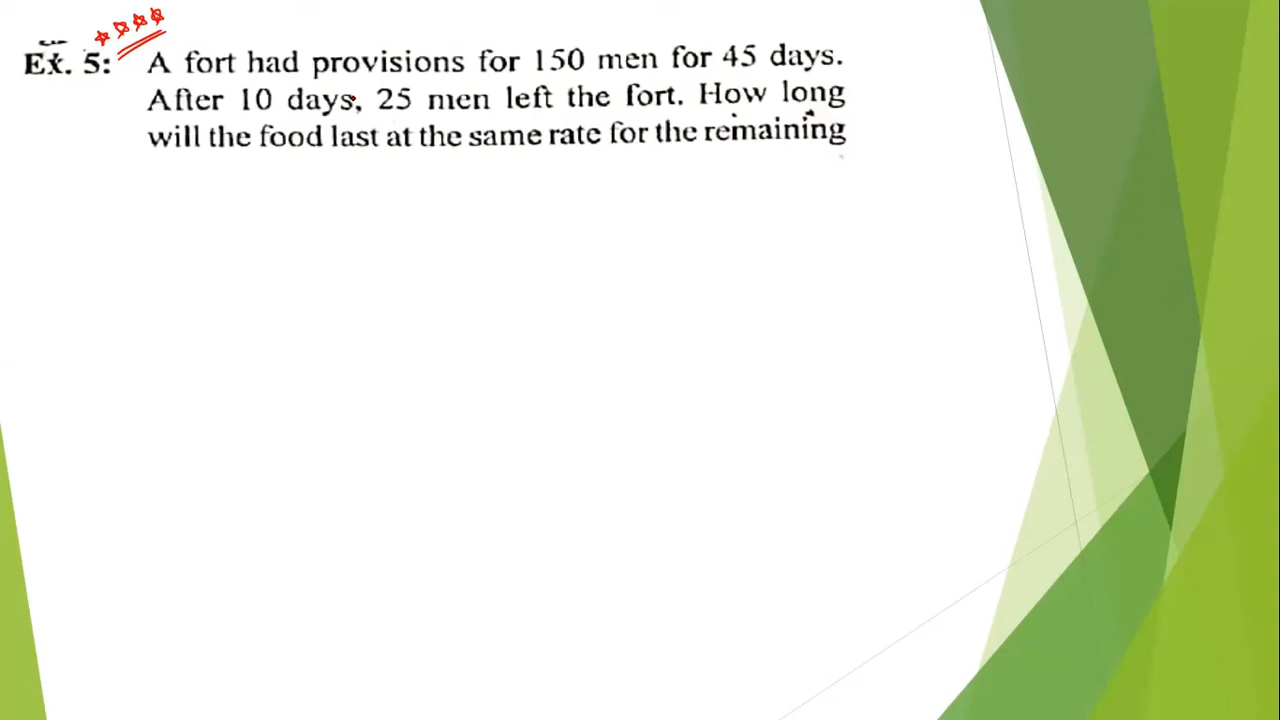 Ex. 5: A fort had provisions for 150 men for 45 days.
After 10 days, 25 men left the fort. How long
will the food last at the same rate for the remaining